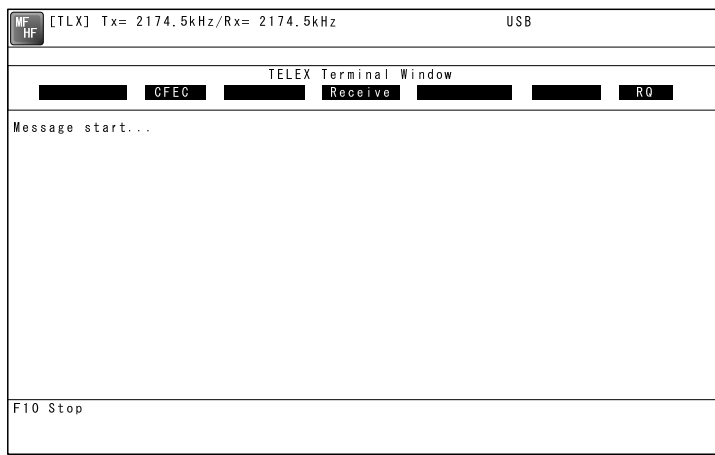 MF HF [TLX] Tx= 2174.5kHz/Rx= 2174.5kHz USB
TELEX Terminal Window
CFEC Receive RQ
Message start...
F10 Stop